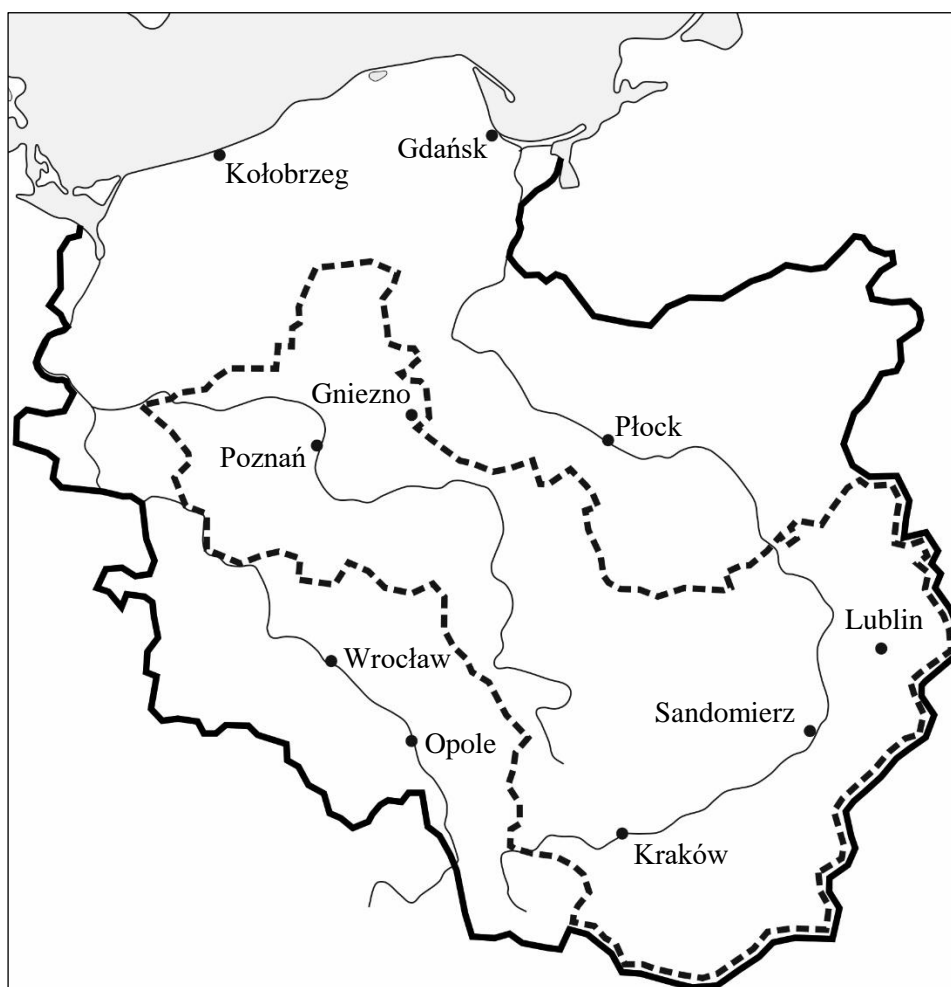 Gdańsk
Kołobrzeg
Gniezno
Płock
Poznań
Lublin
Wrocław
Sandomierz
Opole
Kraków